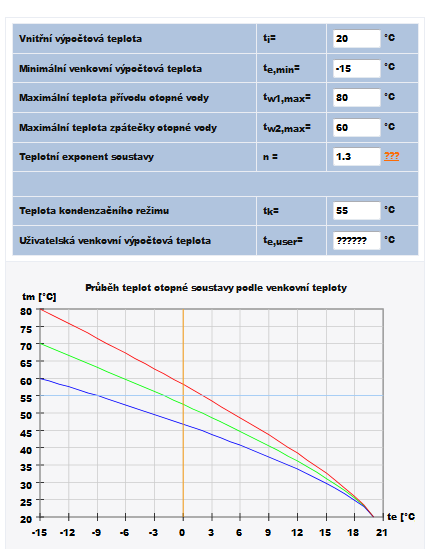 Vnitřní výpočtová teplota ti= 20 °C
Minimální venkovní výpočtová teplota te,min= -15 °C
Maximální teplota přívodu otopné vody tw1,max= 80 °C
Maximální teplota zpátečky otopné vody tw2,max= 60 °C
Teplotní exponent soustavy n = 1.3 ???
Teplota kondenzačního režimu tk= 55 °C
Uživatelská venkovní výpočtová teplota te,user= ?????? °C
Průběh teplot otopné soustavy podle venkovní teploty
tm [°C]
80
75
70
65
60
55
50
45
40
35
30
25
20
-15 -12 -9 -6 -3 0 3 6 9 12 15 18 21
te [°C